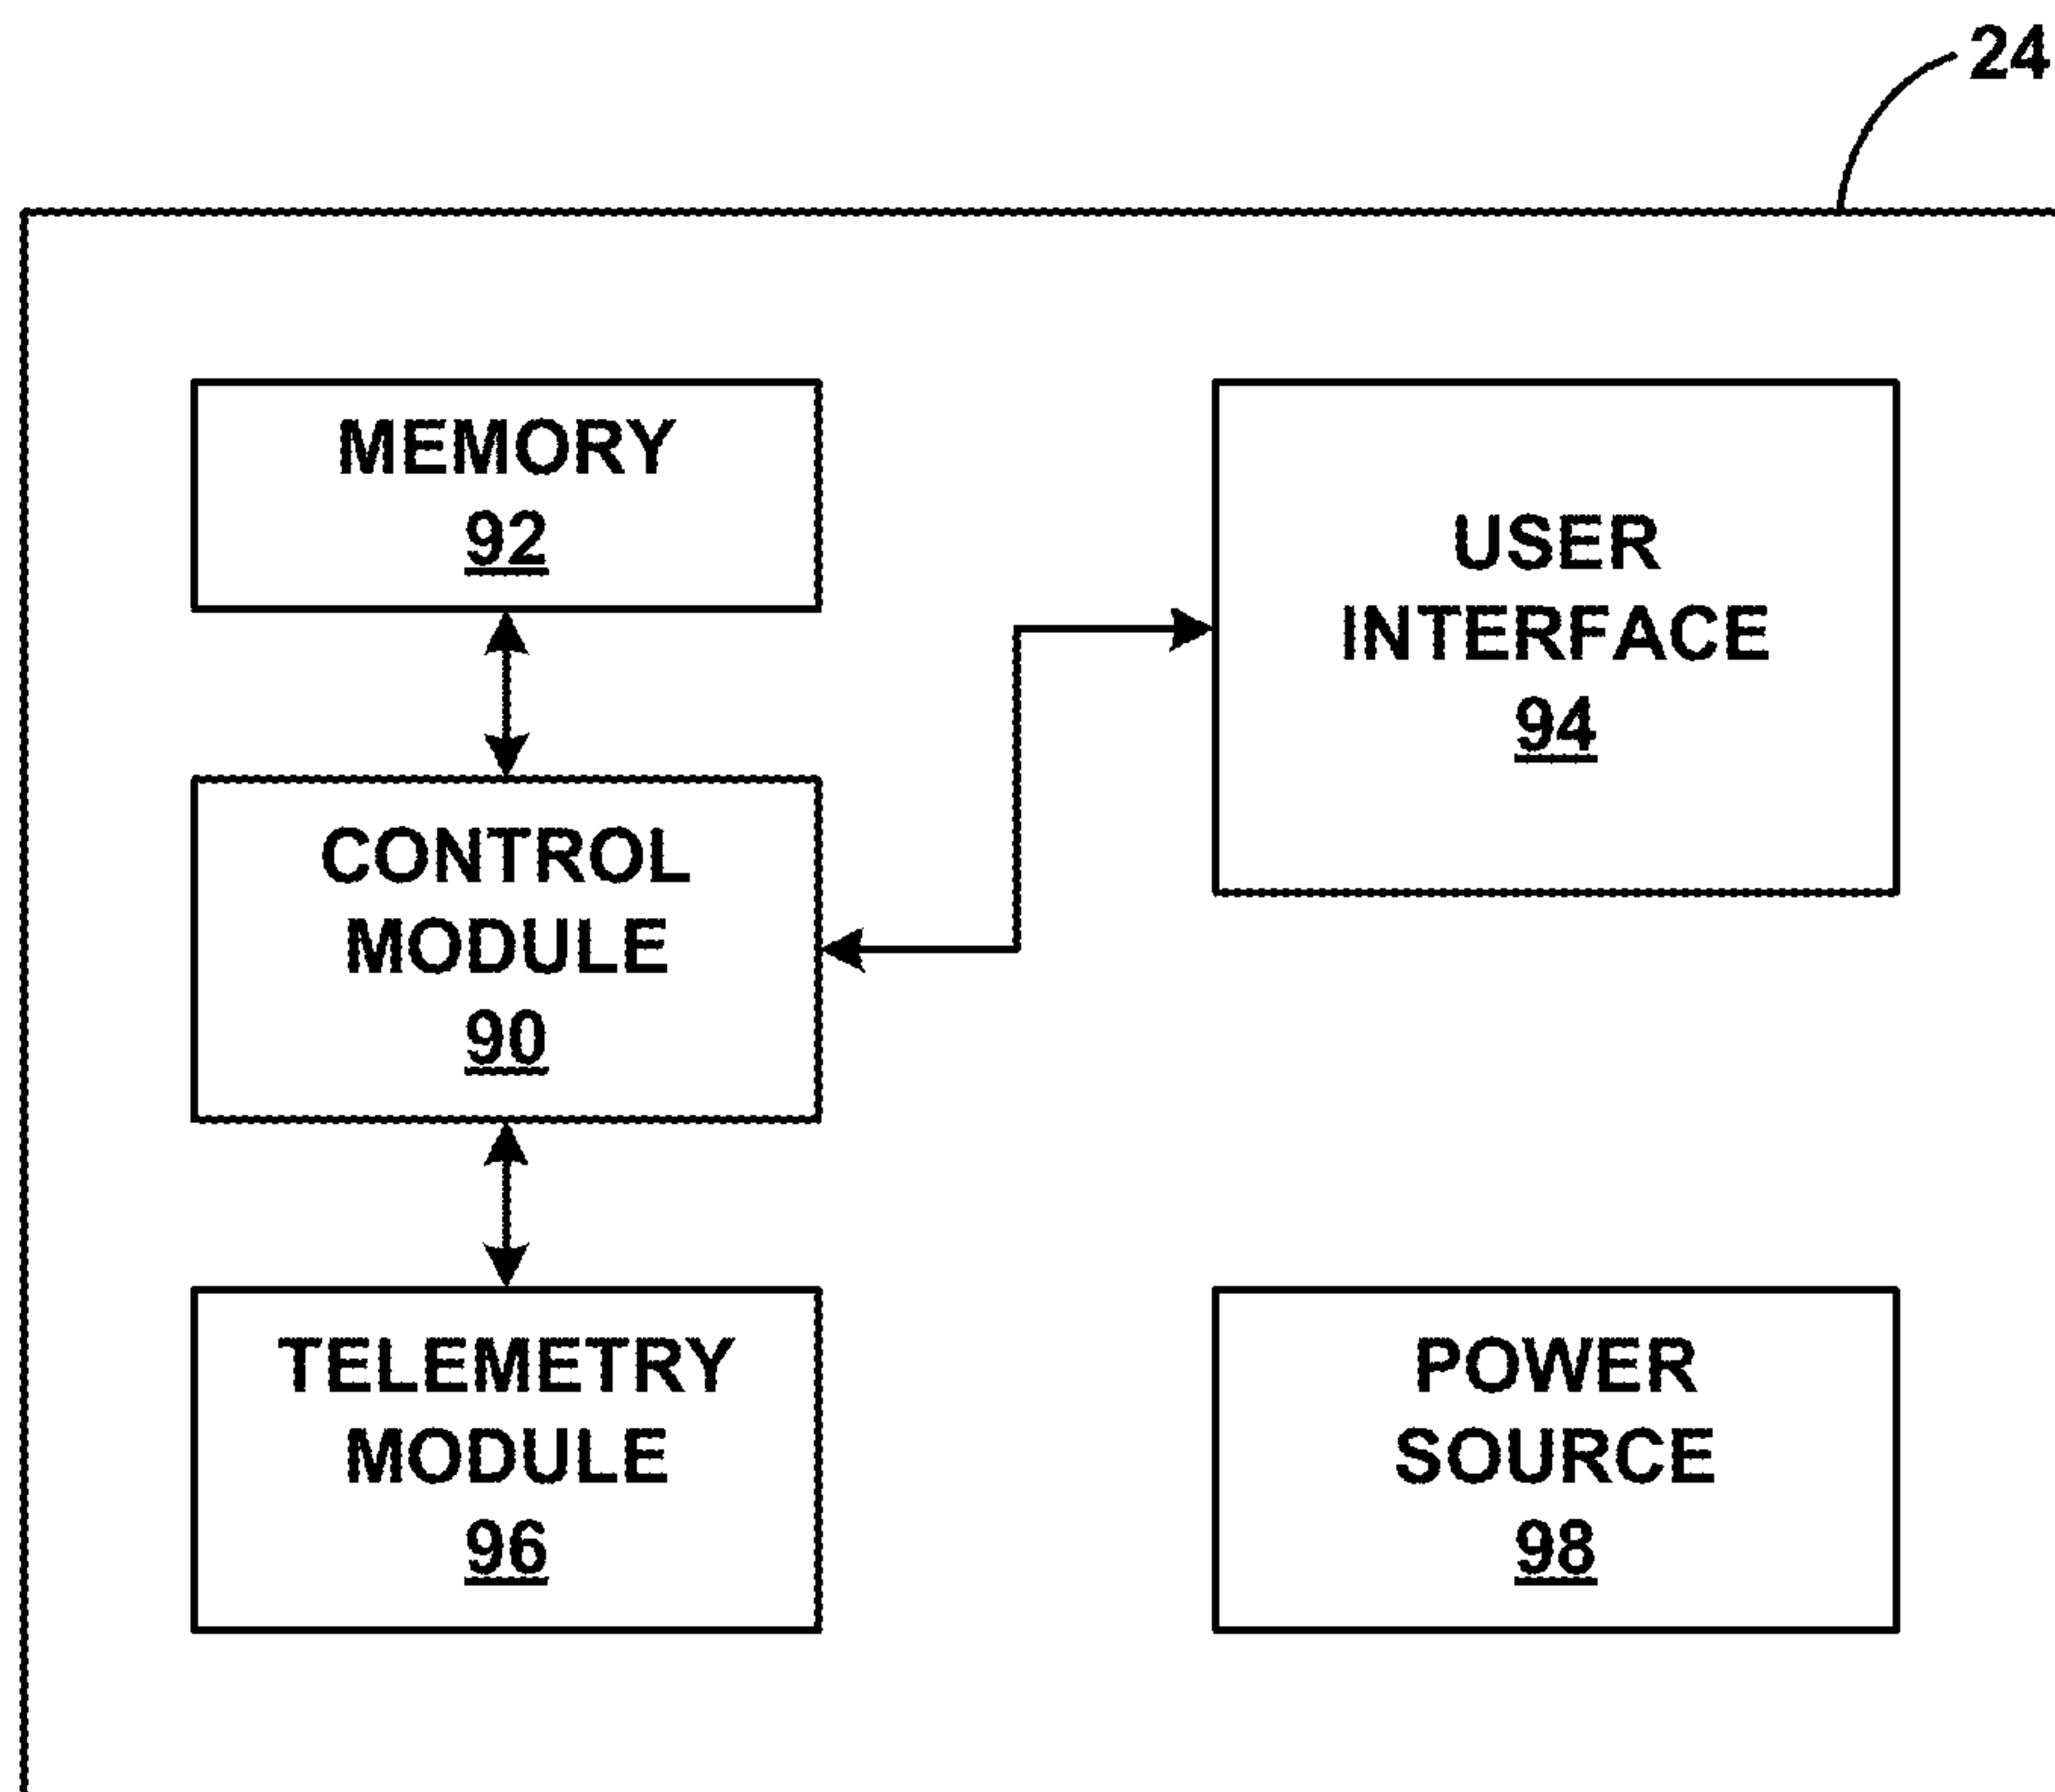 24
MEMORY
92
USER
INTERFACE
94
CONTROL
MODULE
90
TELEMETRY
MODULE
96
POWER
SOURCE
98